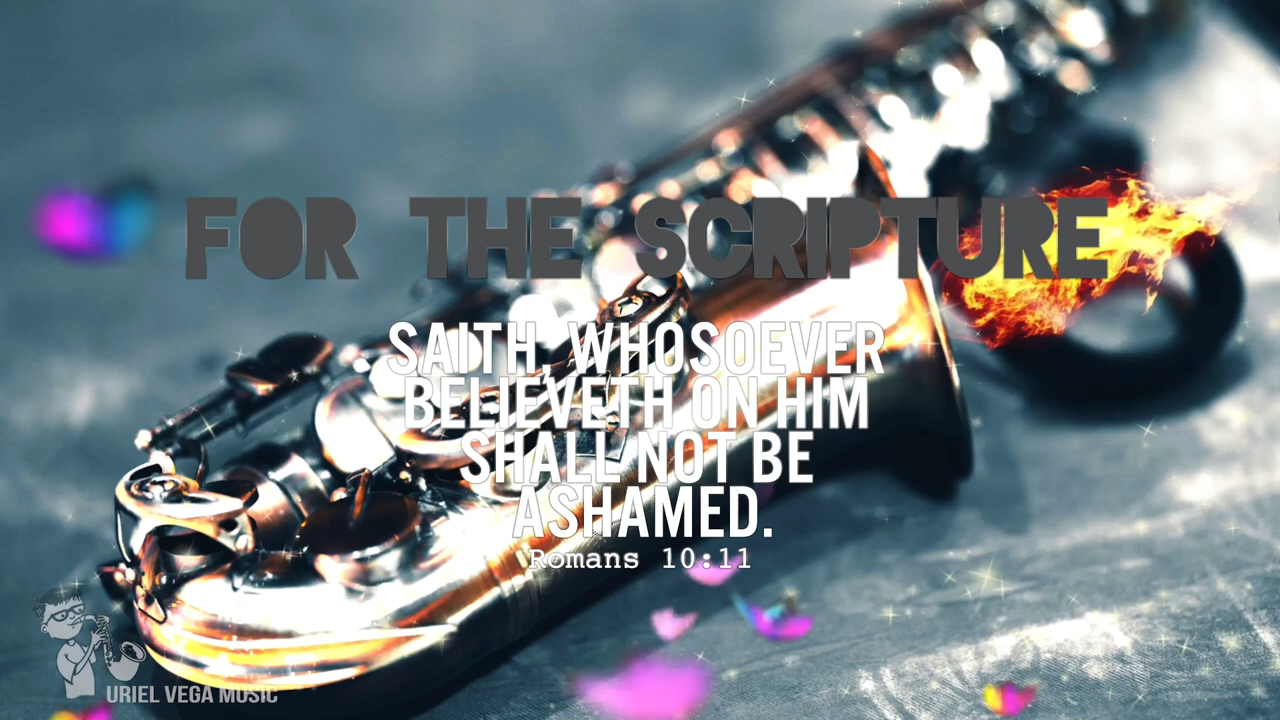 FOR THE SCRIPTURE
SAITH, WHOSOEVER
BELIEVETH ON HIM
SHALL NOT BE
ASHAMED.
Romans 10:11
URIEL VEGA MUSIC